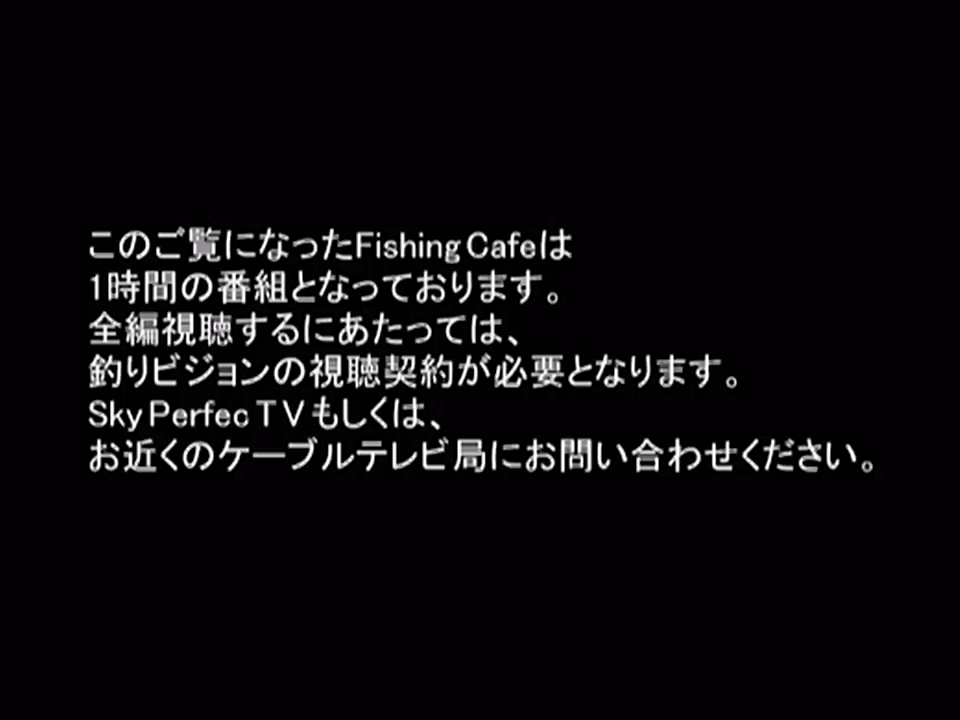 このご覧になったFishing Cafeは
1時間の番組となっております。
全編視聴するにあたっては、
釣りビジョンの視聴契約が必要となります。
Sky Perfec TVもしくは、
お近くのケーブルテレビ局にお問い合わせください。